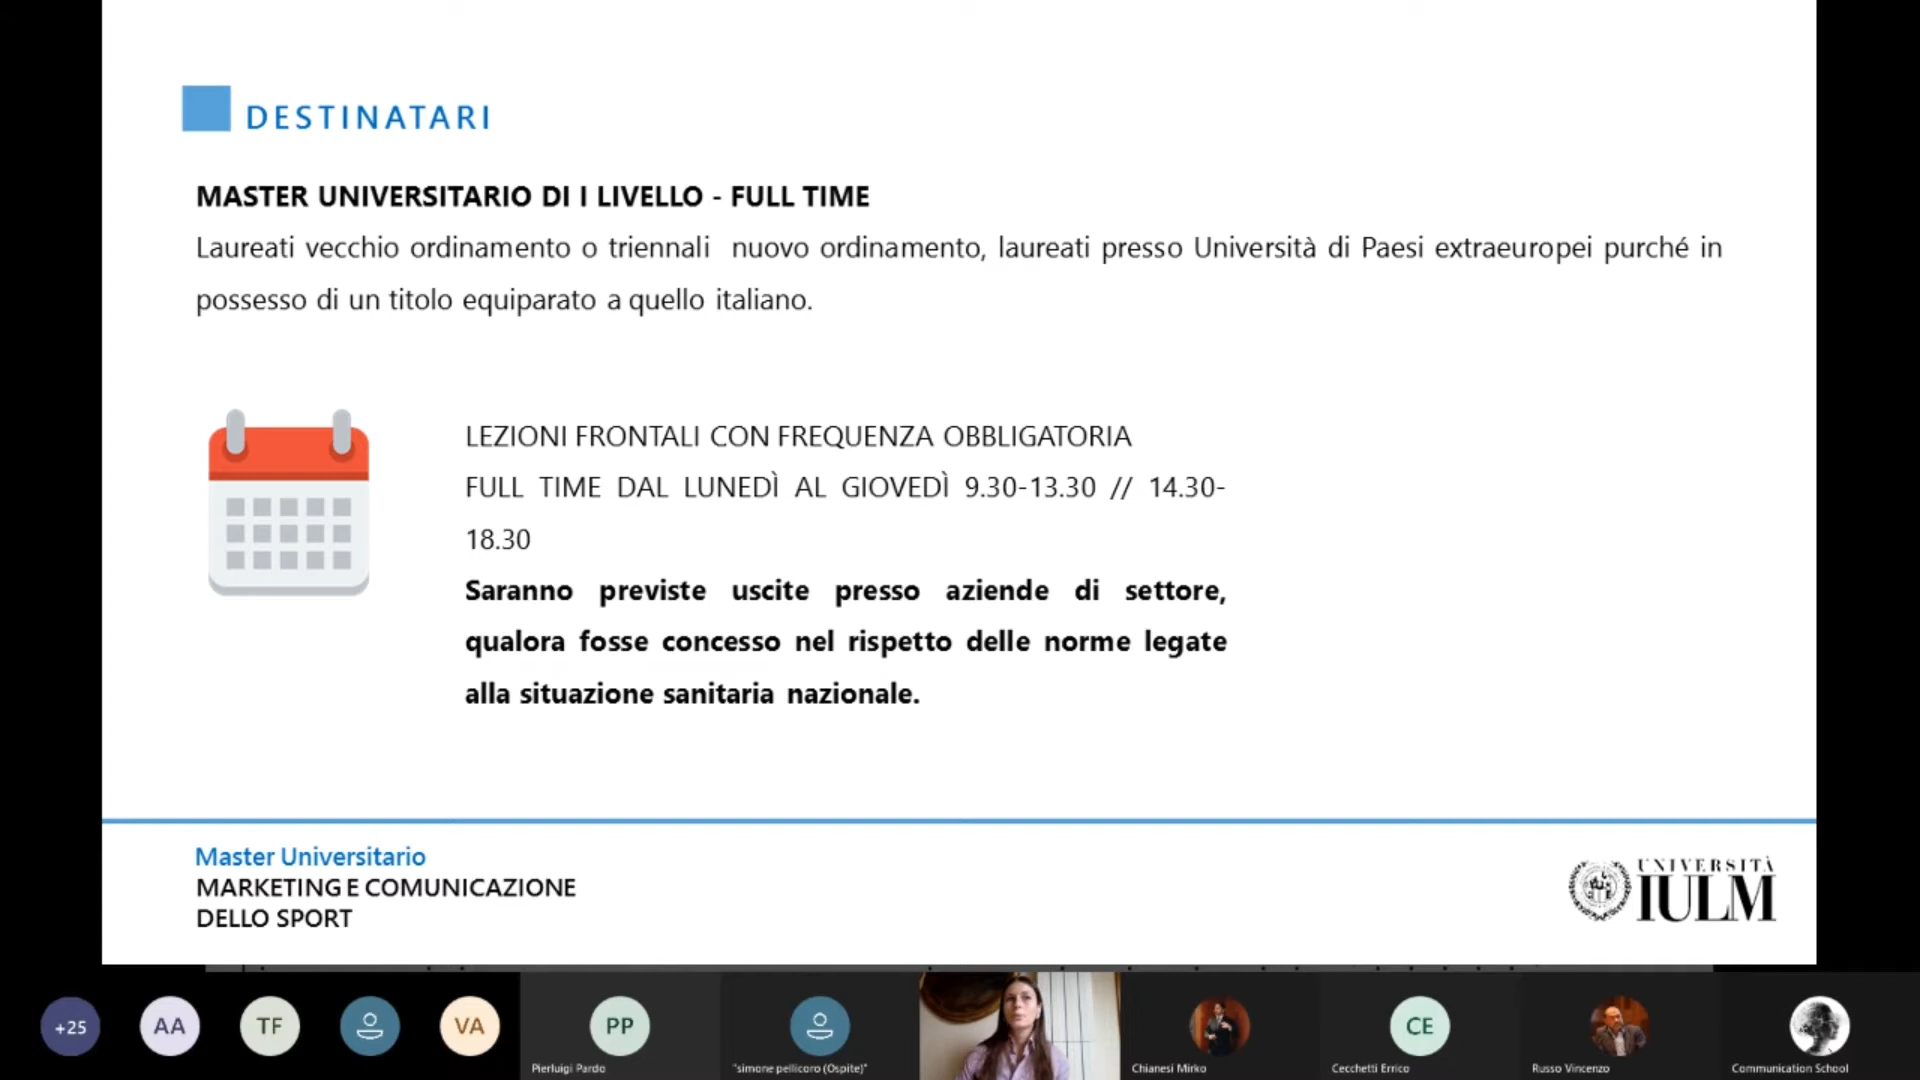 DESTINATARI
MASTER UNIVERSITARIO DI I LIVELLO - FULL TIME
Laureati vecchio ordinamento o triennali nuovo ordinamento, laureati presso Università di Paesi extraeuropei purché in
possesso di un titolo equiparato a quello italiano.
LEZIONI FRONTALI CON FREQUENZA OBBLIGATORIA
FULL TIME DAL LUNEDÌ AL GIOVEDÌ 9.30-13.30 // 14.30-
18.30
Saranno previste uscite presso aziende di settore,
qualora fosse concesso nel rispetto delle norme legate
alla situazione sanitaria nazionale.
Master Universitario
MARKETING E COMUNICAZIONE
DELLO SPORT
UNIVERSITÀ
IULM
+25
AA
TF
VA
PP
CE
Pierluigi Pardo
"simone pellicoro (Ospite)"
Chianesi Mirko
Cecchetti Errico
Russo Vincenzo
Communication School